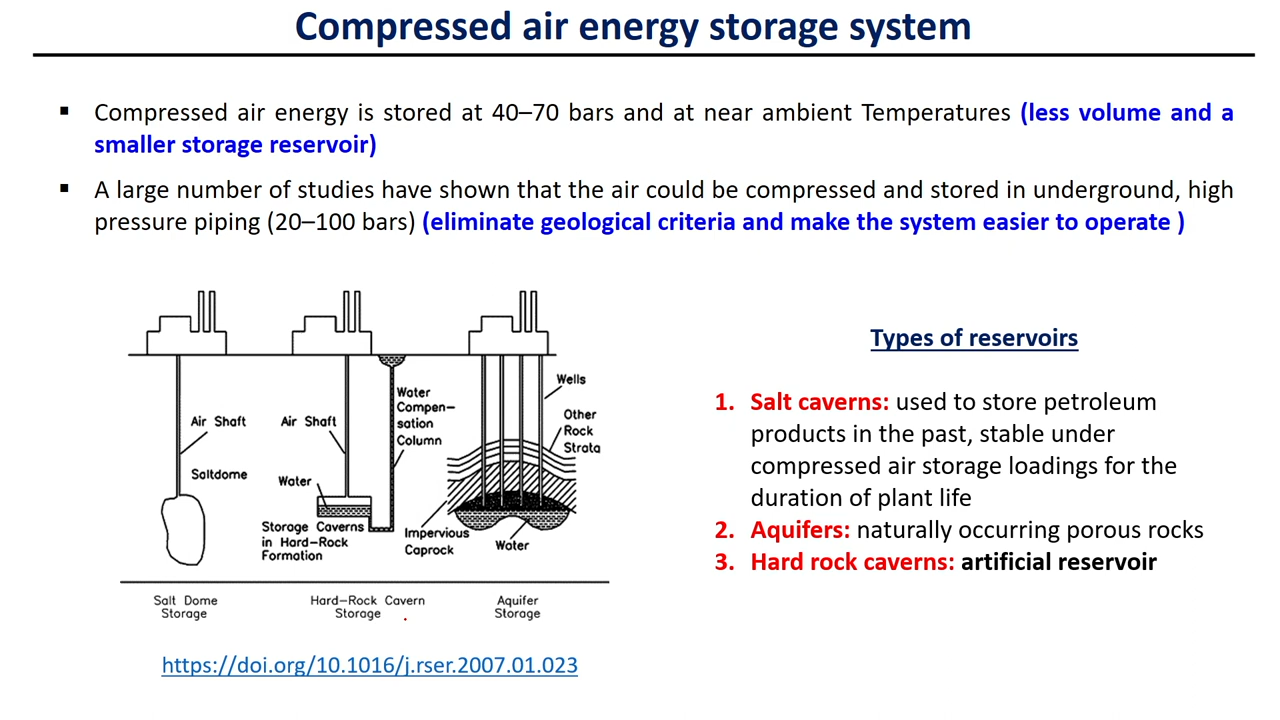 Compressed air energy storage system
▪ Compressed air energy is stored at 40–70 bars and at near ambient Temperatures (less volume and a
smaller storage reservoir)
▪ A large number of studies have shown that the air could be compressed and stored in underground, high
pressure piping (20–100 bars) (eliminate geological criteria and make the system easier to operate )
Air Shaft
Saltdome
Air Shaft
Water
Compen-
sation
Column
Water
Storage Caverns
in Hard-Rock
Formation
Wells
Other
Rock
Strata
Impervious
Caprock
Water
Salt Dome
Storage
Hard-Rock Cavern
Storage
Aquifer
Storage
https://doi.org/10.1016/j.rser.2007.01.023
Types of reservoirs
1. Salt caverns: used to store petroleum
products in the past, stable under
compressed air storage loadings for the
duration of plant life
2. Aquifers: naturally occurring porous rocks
3. Hard rock caverns: artificial reservoir